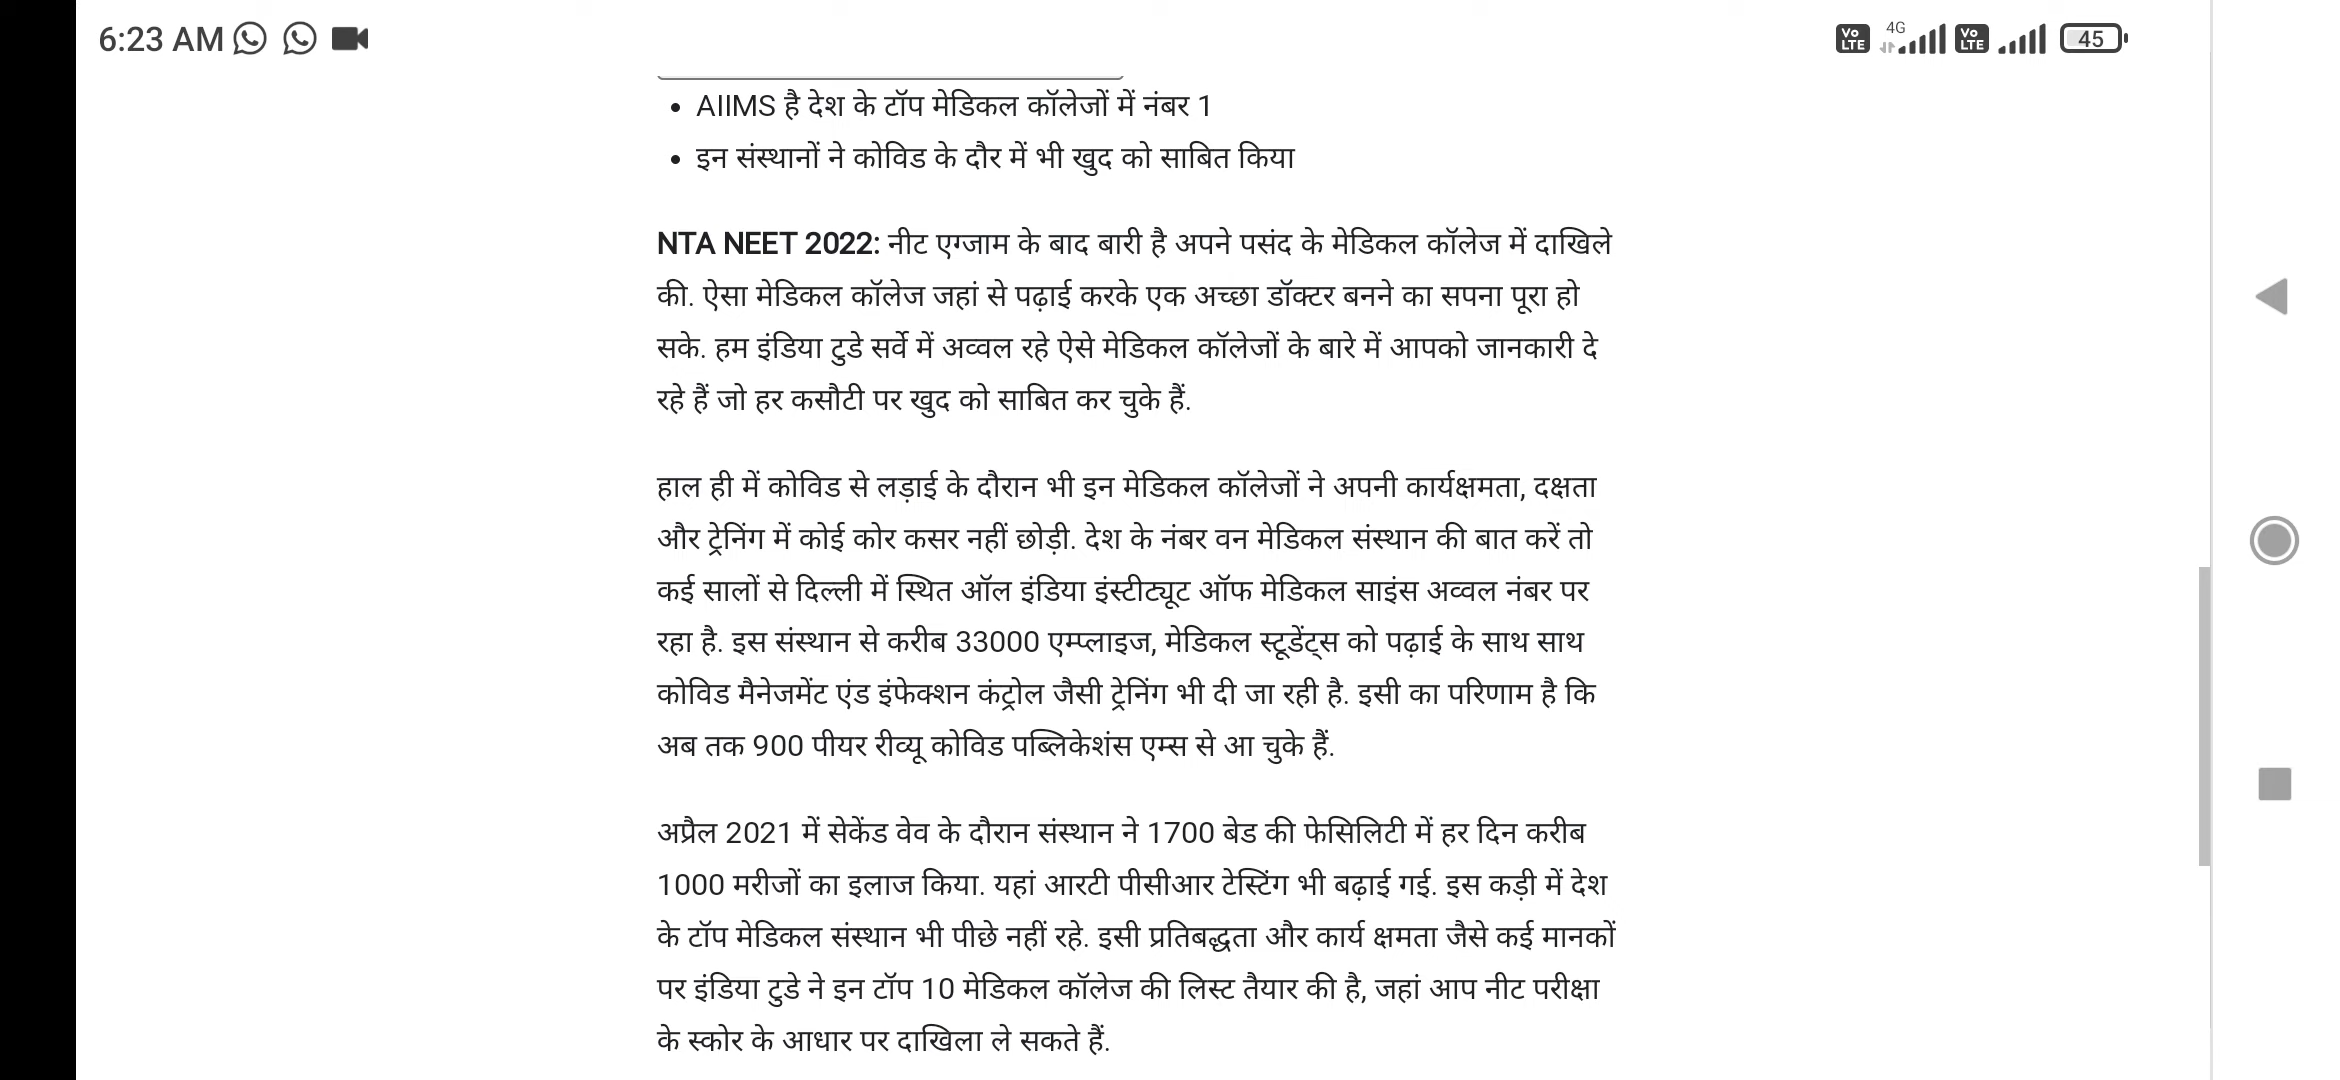 6:23 AM
Vo LTE 4G Vo LTE 45
• AIIMS है देश के टॉप मेडिकल कॉलेजों में नंबर 1
• इन संस्थानों ने कोविड के दौर में भी खुद को साबित किया
NTA NEET 2022: नीट एग्जाम के बाद बारी है अपने पसंद के मेडिकल कॉलेज में दाखिले
की. ऐसा मेडिकल कॉलेज जहां से पढ़ाई करके एक अच्छा डॉक्टर बनने का सपना पूरा हो
सके. हम इंडिया टुडे सर्वे में अव्वल रहे ऐसे मेडिकल कॉलेजों के बारे में आपको जानकारी दे
रहे हैं जो हर कसौटी पर खुद को साबित कर चुके हैं.
हाल ही में कोविड से लड़ाई के दौरान भी इन मेडिकल कॉलेजों ने अपनी कार्यक्षमता, दक्षता
और ट्रेनिंग में कोई कोर कसर नहीं छोड़ी. देश के नंबर वन मेडिकल संस्थान की बात करें तो
कई सालों से दिल्ली में स्थित ऑल इंडिया इंस्टीट्यूट ऑफ मेडिकल साइंस अव्वल नंबर पर
रहा है. इस संस्थान से करीब 33000 एम्प्लाइज, मेडिकल स्टूडेंट्स को पढ़ाई के साथ साथ
कोविड मैनेजमेंट एंड इंफेक्शन कंट्रोल जैसी ट्रेनिंग भी दी जा रही है. इसी का परिणाम है कि
अब तक 900 पीयर रीव्यू कोविड पब्लिकेशंस एम्स से आ चुके हैं.
अप्रैल 2021 में सेकेंड वेव के दौरान संस्थान ने 1700 बेड की फेसिलिटी में हर दिन करीब
1000 मरीजों का इलाज किया. यहां आरटी पीसीआर टेस्टिंग भी बढ़ाई गई. इस कड़ी में देश
के टॉप मेडिकल संस्थान भी पीछे नहीं रहे. इसी प्रतिबद्धता और कार्य क्षमता जैसे कई मानकों
पर इंडिया टुडे ने इन टॉप 10 मेडिकल कॉलेज की लिस्ट तैयार की है, जहां आप नीट परीक्षा
के स्कोर के आधार पर दाखिला ले सकते हैं.